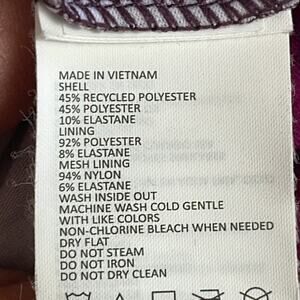 MADE IN VIETNAM
SHELL
45% RECYCLED POLYESTER
45% POLYESTER
10% ELASTANE
LINING
92% POLYESTER
8% ELASTANE
MESH LINING
94% NYLON
6% ELASTANE
WASH INSIDE OUT
MACHINE WASH COLD GENTLE
WITH LIKE COLORS
NON-CHLORINE BLEACH WHEN NEEDED
DRY FLAT
DO NOT STEAM
DO NOT IRON
DO NOT DRY CLEAN